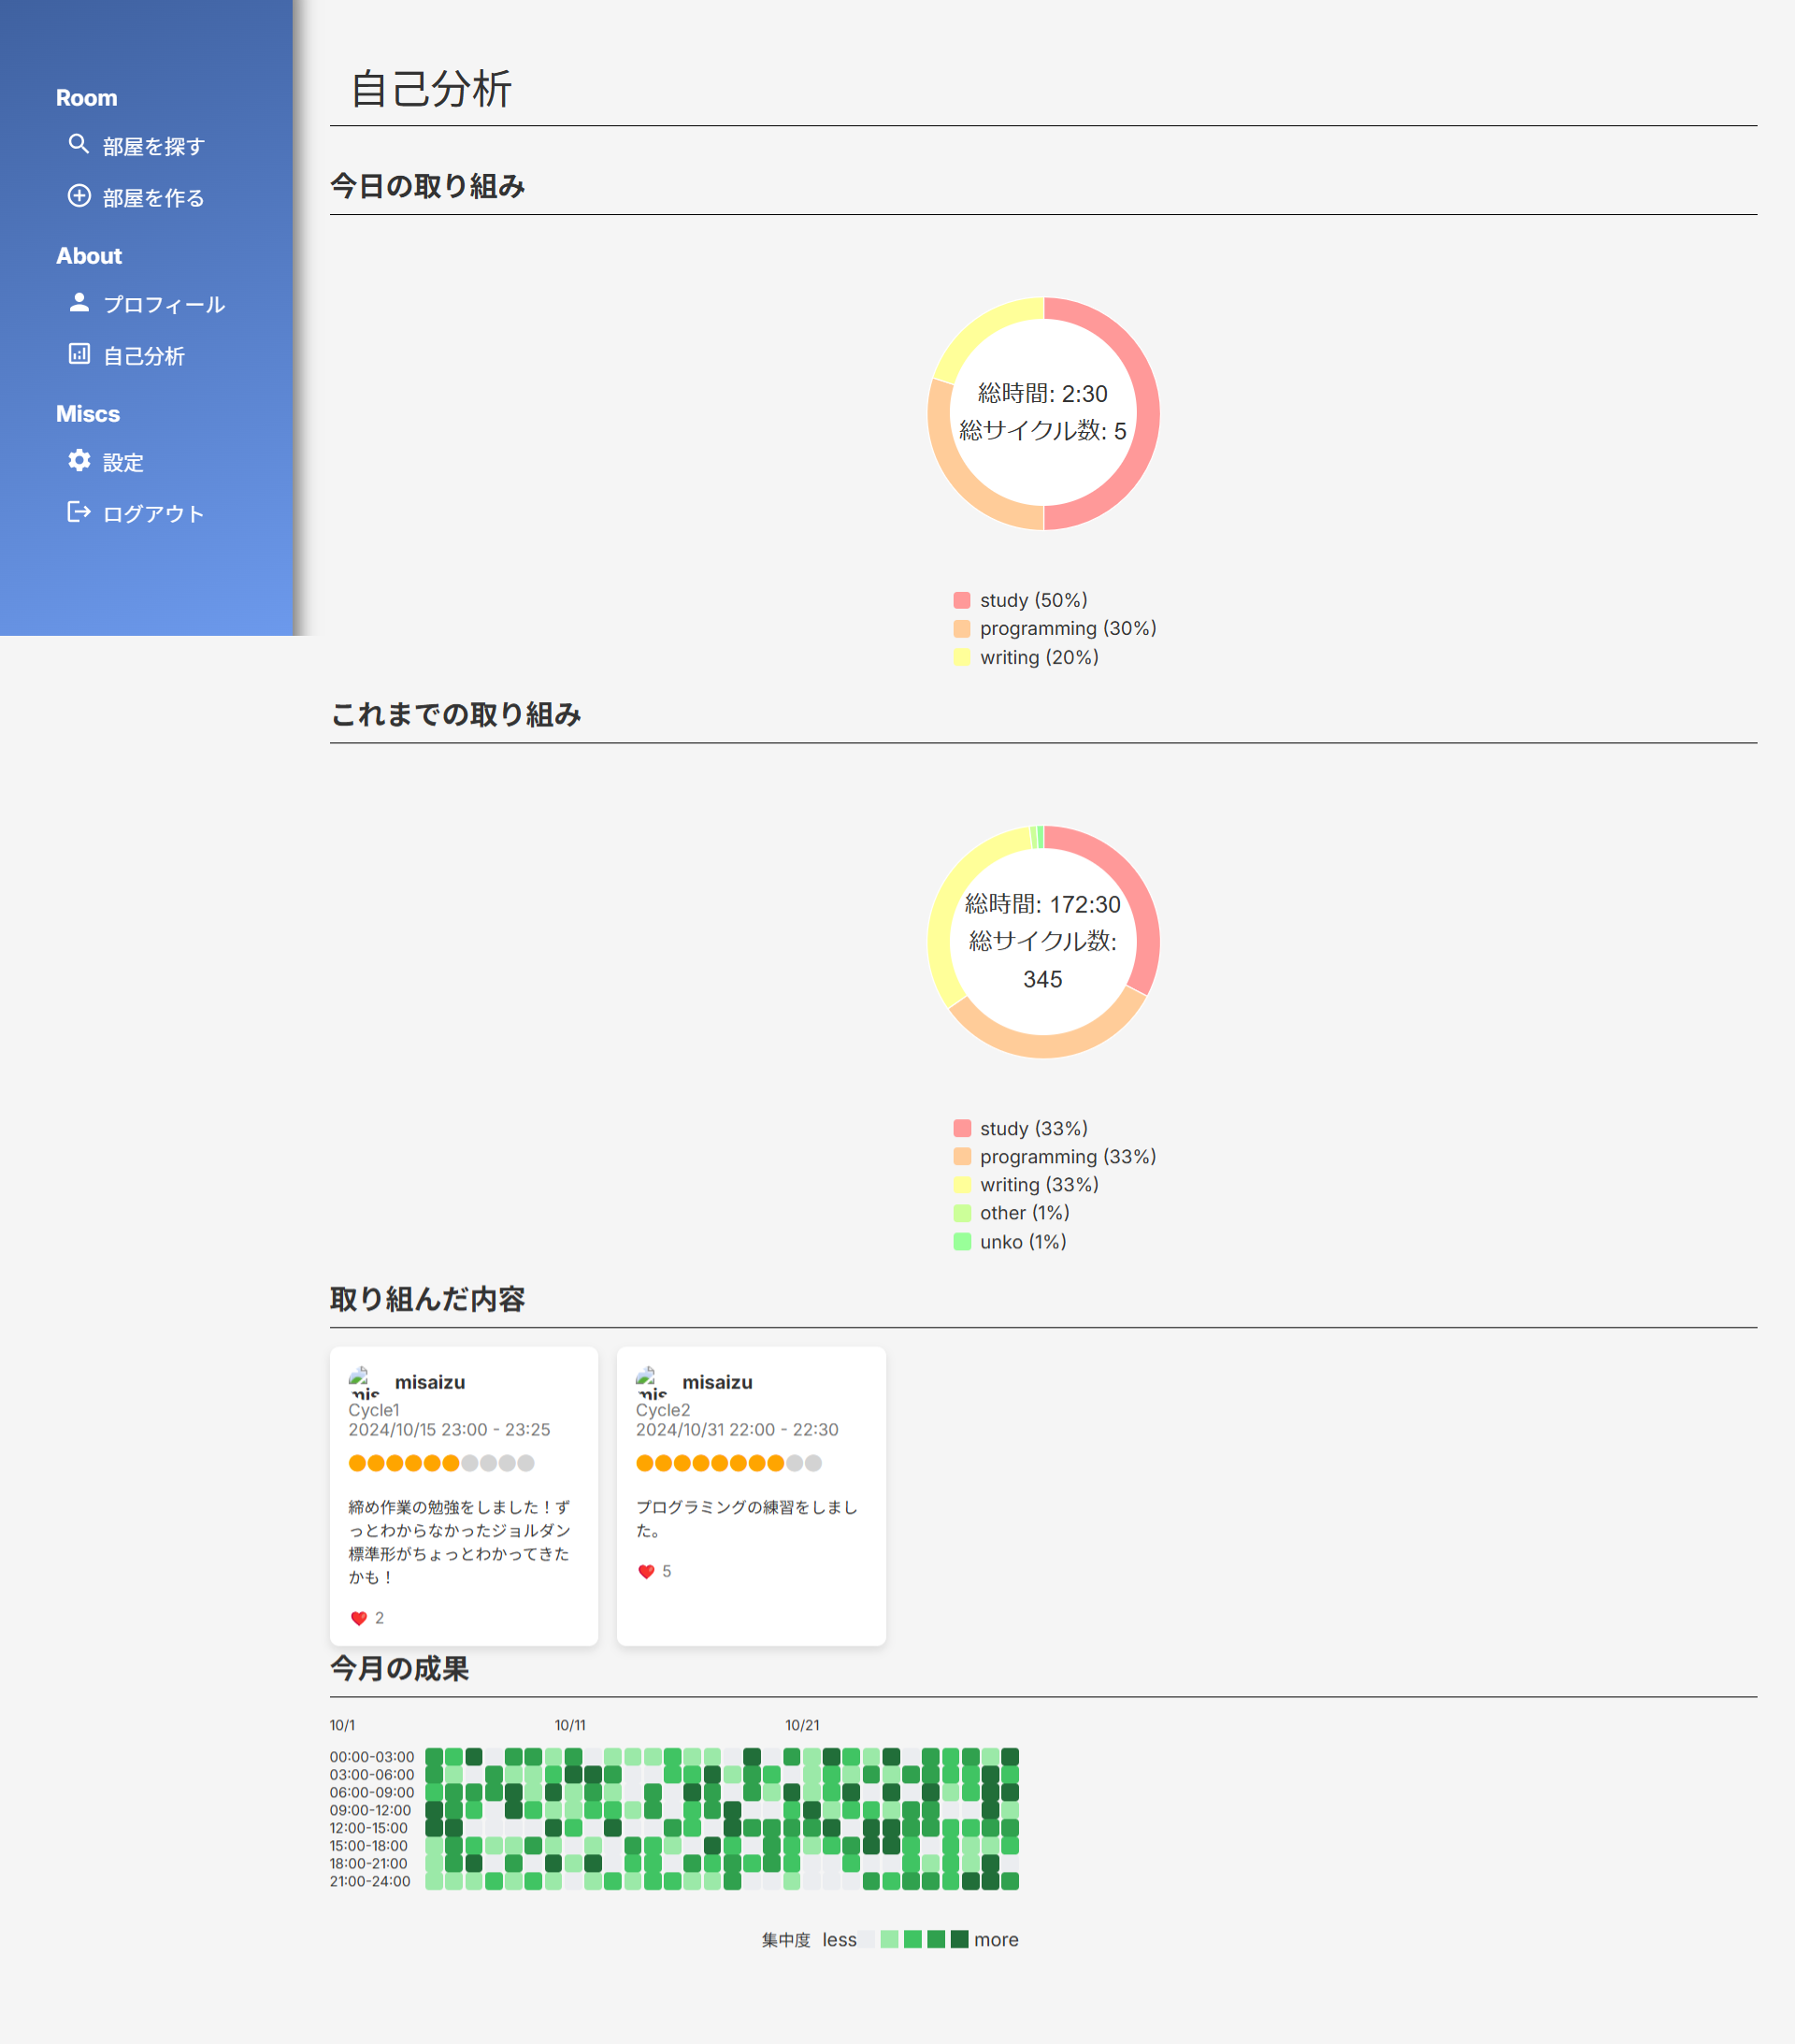 Room
部屋を探す
部屋を作る
About
プロフィール
自己分析
Miscs
設定
ログアウト
自己分析
今日の取り組み
総時間: 2:30
総サイクル数: 5
study (50%)
programming (30%)
writing (20%)
これまでの取り組み
総時間: 172:30
総サイクル数:
345
study (33%)
programming (33%)
writing (33%)
other (1%)
unko (1%)
取り組んだ内容
mis misaizu
Cycle1
2024/10/15 23:00 - 23:25
締め作業の勉強をしました！ず
っとわからなかったジョルダン
標準形がちょっとわかってきた
かも！
2
mis misaizu
Cycle2
2024/10/31 22:00 - 22:30
プログラミングの練習をしまし
た。
5
今月の成果
10/1 10/11 10/21
00:00-03:00
03:00-06:00
06:00-09:00
09:00-12:00
12:00-15:00
15:00-18:00
18:00-21:00
21:00-24:00
集中度 less more